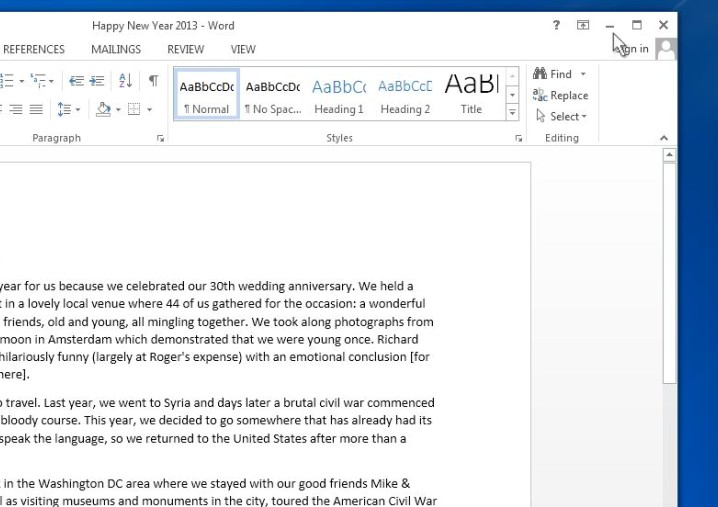 Happy New Year 2013 - Word
REFERENCES MAILINGS REVIEW VIEW
Sign in
AaBbCcDc AaBbCcDc AaBbCc AaBbCcE AaBl
¶ Normal ¶ No Spac... Heading 1 Heading 2 Title
Find
Replace
Select
Paragraph Styles Editing
year for us because we celebrated our 30th wedding anniversary. We held a
t in a lovely local venue where 44 of us gathered for the occasion: a wonderful
friends, old and young, all mingling together. We took along photographs from
moon in Amsterdam which demonstrated that we were young once. Richard
hilariously funny (largely at Roger's expense) with an emotional conclusion [for
here].
o travel. Last year, we went to Syria and days later a brutal civil war commenced
bloody course. This year, we decided to go somewhere that has already had its
speak the language, so we returned to the United States after more than a
in the Washington DC area where we stayed with our good friends Mike &
l as visiting museums and monuments in the city, toured the American Civil War